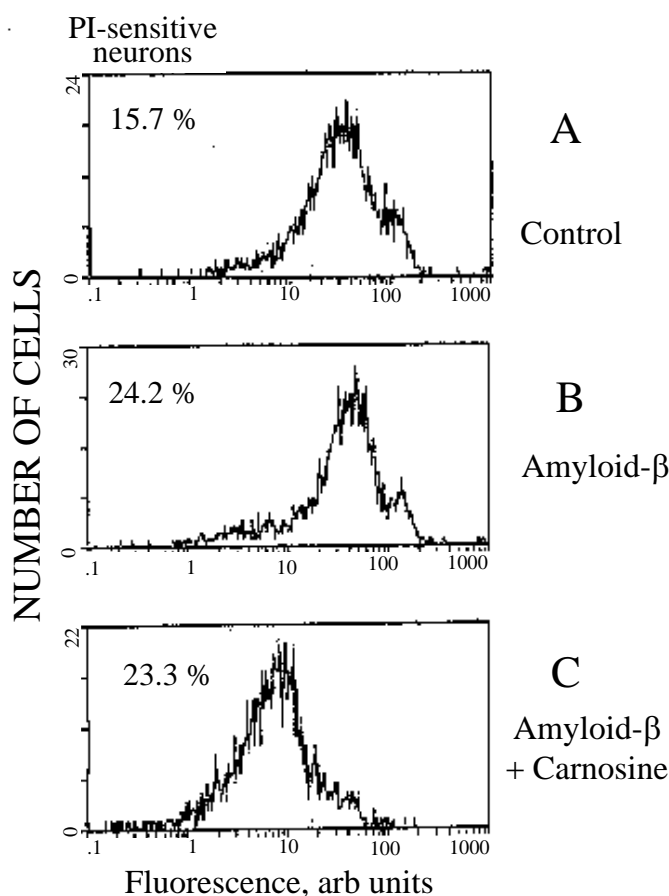 PI-sensitive
neurons
24
15.7 %
A
Control
0
.1 1 10 100 1000
30
24.2 %
B
Amyloid-β
0
.1 1 10 100 1000
22
23.3 %
C
Amyloid-β
+ Carnosine
0
.1 1 10 100 1000
NUMBER OF CELLS
Fluorescence, arb units